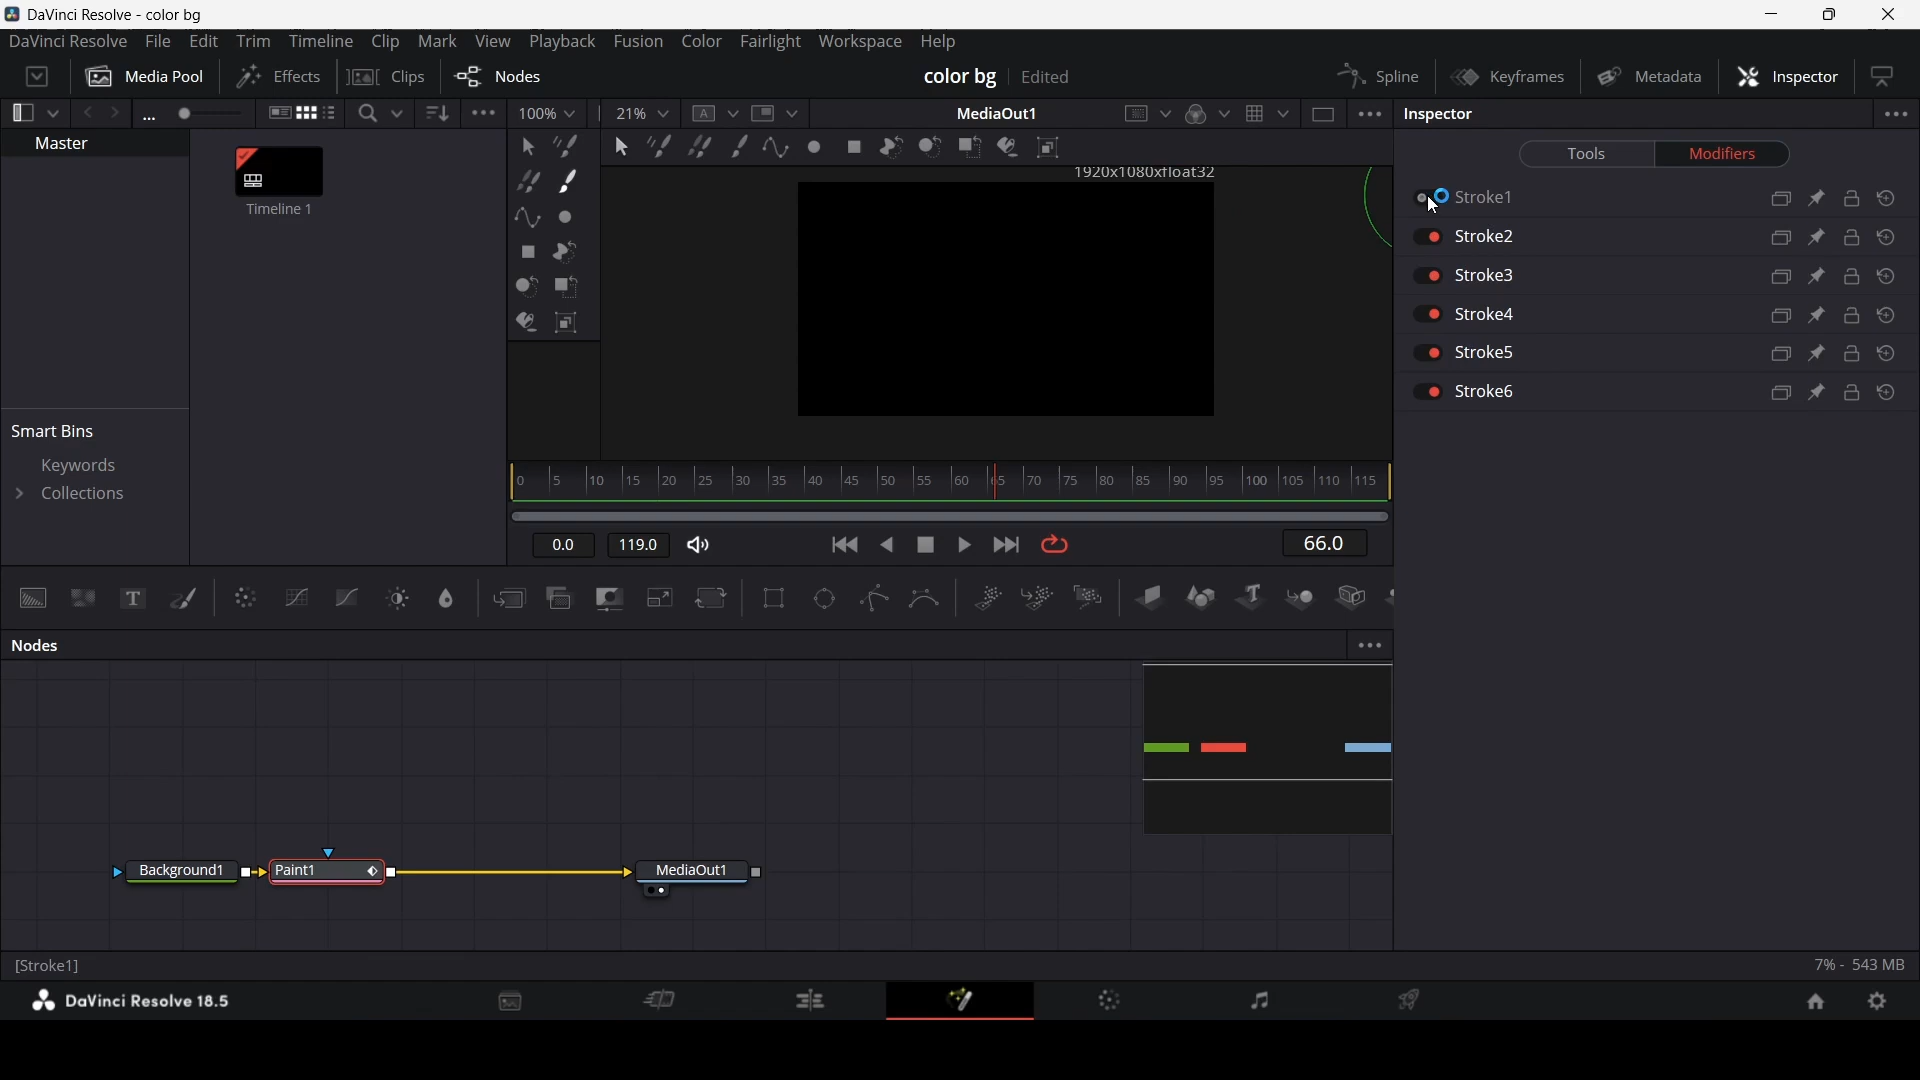 DaVinci Resolve - color bg
DaVinci Resolve File Edit Trim Timeline Clip Mark View Playback Fusion Color Fairlight Workspace Help
Media Pool Effects Clips Nodes color bg Edited Spline Keyframes Metadata Inspector
... 100% 21% A MediaOut1 Inspector
Master
Timeline 1
1920x1080xfloat32
Tools Modifiers
Stroke1
Stroke2
Stroke3
Stroke4
Stroke5
Stroke6
Smart Bins
Keywords
Collections
0 5 10 15 20 25 30 35 40 45 50 55 60 65 70 75 80 85 90 95 100 105 110 115
0.0 119.0 66.0
T T
Nodes
Background1 Paint1 MediaOut1
[Stroke1] 7% - 543 MB
DaVinci Resolve 18.5